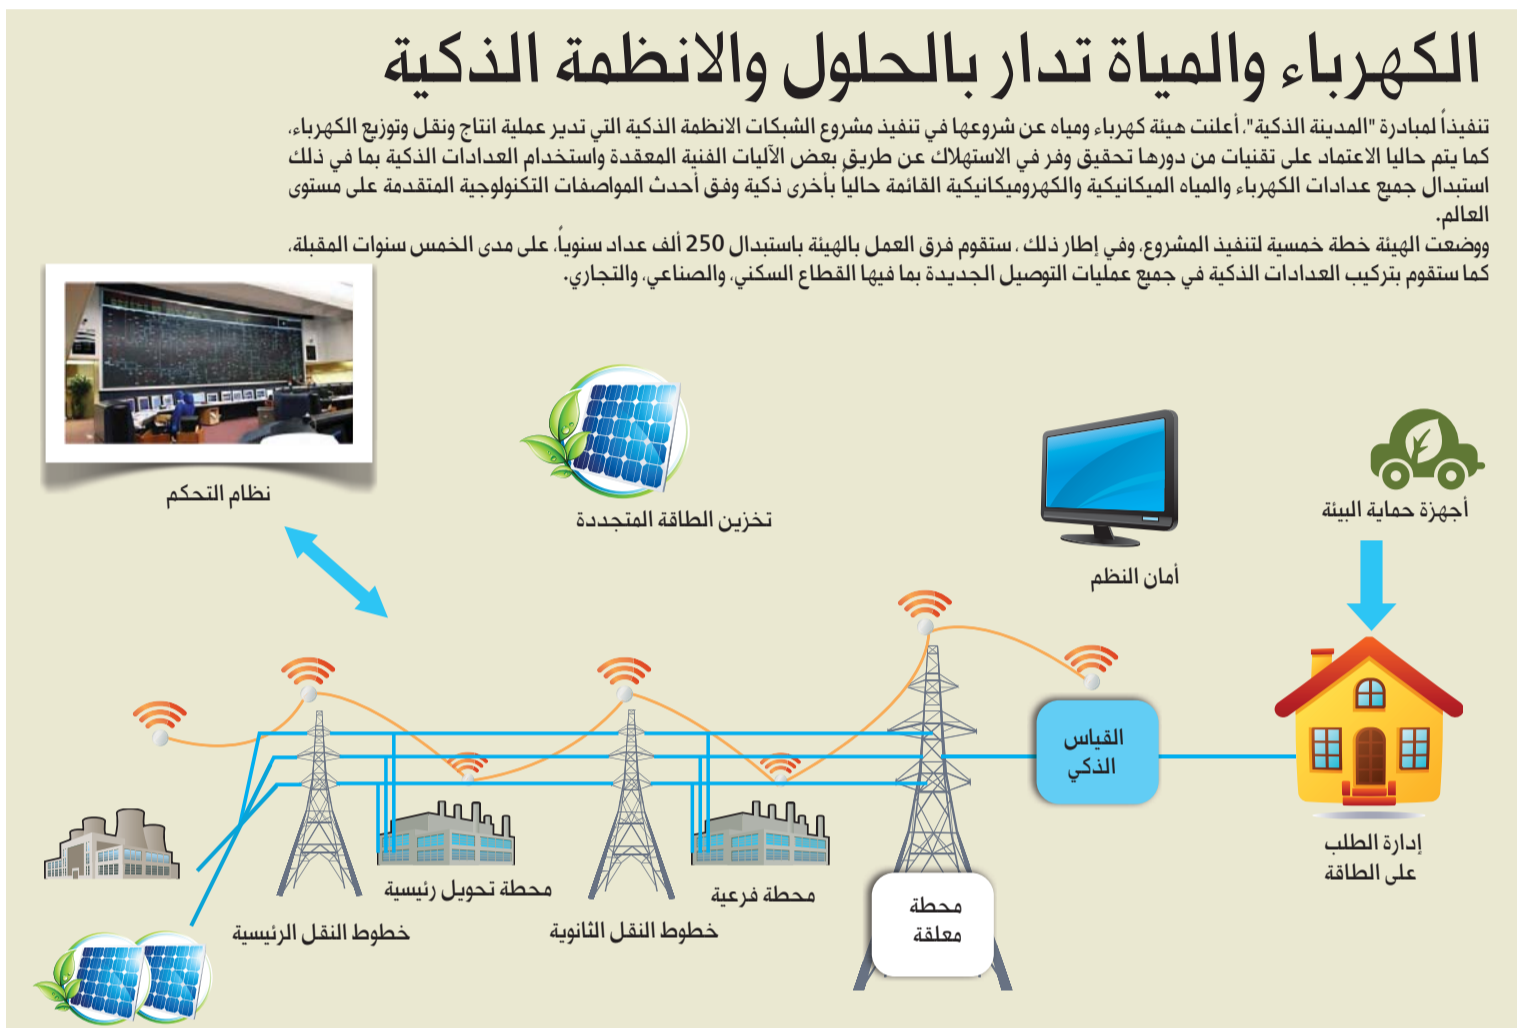 الكهرباء والمياة تدار بالحلول والانظمة الذكية
تنفيذاً لمبادرة "المدينة الذكية"، أعلنت هيئة كهرباء ومياه عن شروعها في تنفيذ مشروع الشبكات الانظمة الذكية التي تدير عملية انتاج ونقل وتوزيع الكهرباء،
كما يتم حاليا الاعتماد على تقنيات من دورها تحقيق وفر في الاستهلاك عن طريق بعض الآليات الفنية المعقدة واستخدام العدادات الذكية بما في ذلك
استبدال جميع عدادات الكهرباء والمياه الميكانيكية والكهروميكانيكية القائمة حالياً بأخرى ذكية وفق أحدث المواصفات التكنولوجية المتقدمة على مستوى
العالم.
ووضعت الهيئة خطة خمسية لتنفيذ المشروع، وفي إطار ذلك ، ستقوم فرق العمل بالهيئة باستبدال 250 ألف عداد سنوياً، على مدى الخمس سنوات المقبلة،
كما ستقوم بتركيب العدادات الذكية في جميع عمليات التوصيل الجديدة بما فيها القطاع السكني، والصناعي، والتجاري.
أجهزة حماية البيئة
أمان النظم
تخزين الطاقة المتجددة
نظام التحكم
القياس
الذكي
إدارة الطلب
على الطاقة
محطة
معلقة
محطة فرعية
خطوط النقل الثانوية
محطة تحويل رئيسية
خطوط النقل الرئيسية